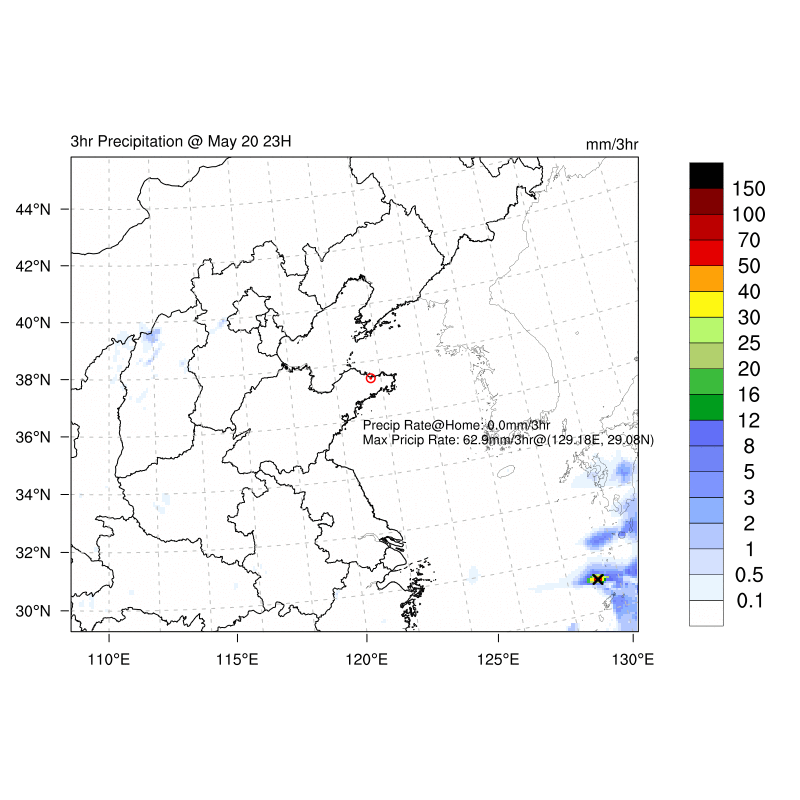 3hr Precipitation @ May 20 23H
mm/3hr
44°N
42°N
40°N
38°N
36°N
34°N
32°N
30°N
Precip Rate@Home: 0.0mm/3hr
Max Pricip Rate: 62.9mm/3hr@(129.18E, 29.08N)
110°E
115°E
120°E
125°E
130°E
150
100
70
50
40
30
25
20
16
12
8
5
3
2
1
0.5
0.1